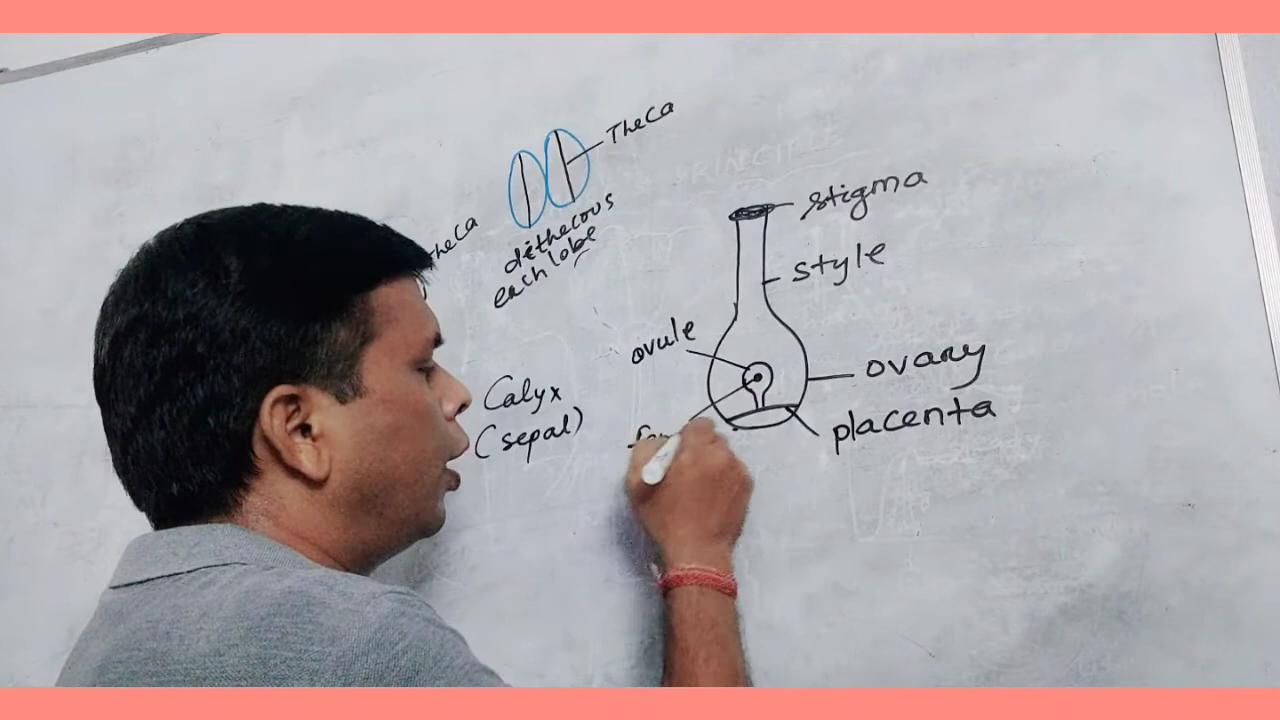 TheCa
TheCa
dithecous
each lobe
stigma
style
ovule
ovary
Calyx
(sepal)
placenta